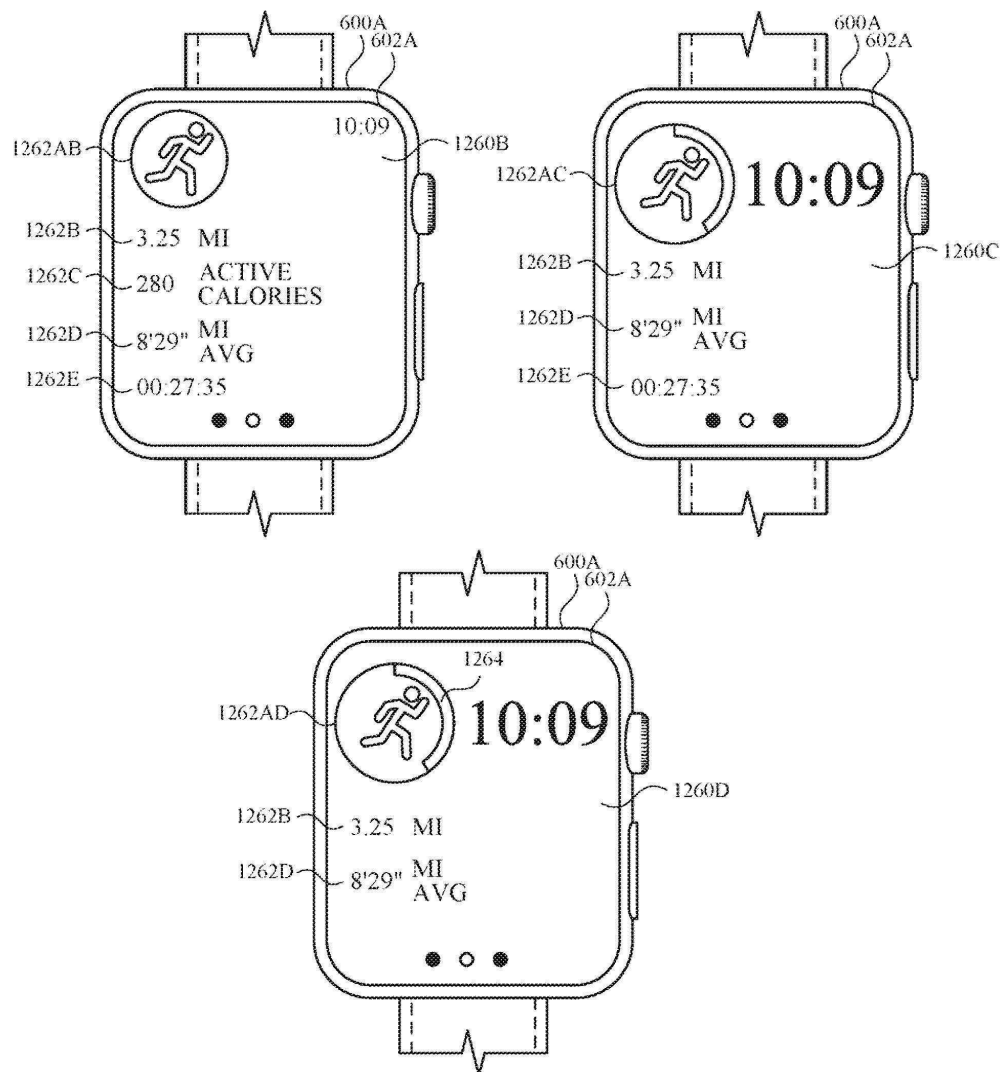 600A
602A
10:09
1262AB
1260B
1262B
3.25 MI
1262C
280 ACTIVE
CALORIES
1262D
8'29" MI
AVG
1262E
00:27:35
600A
602A
1262AC
10:09
1260C
1262B
3.25 MI
1262D
8'29" MI
AVG
1262E
00:27:35
600A
602A
1264
1262AD
10:09
1260D
1262B
3.25 MI
1262D
8'29" MI
AVG